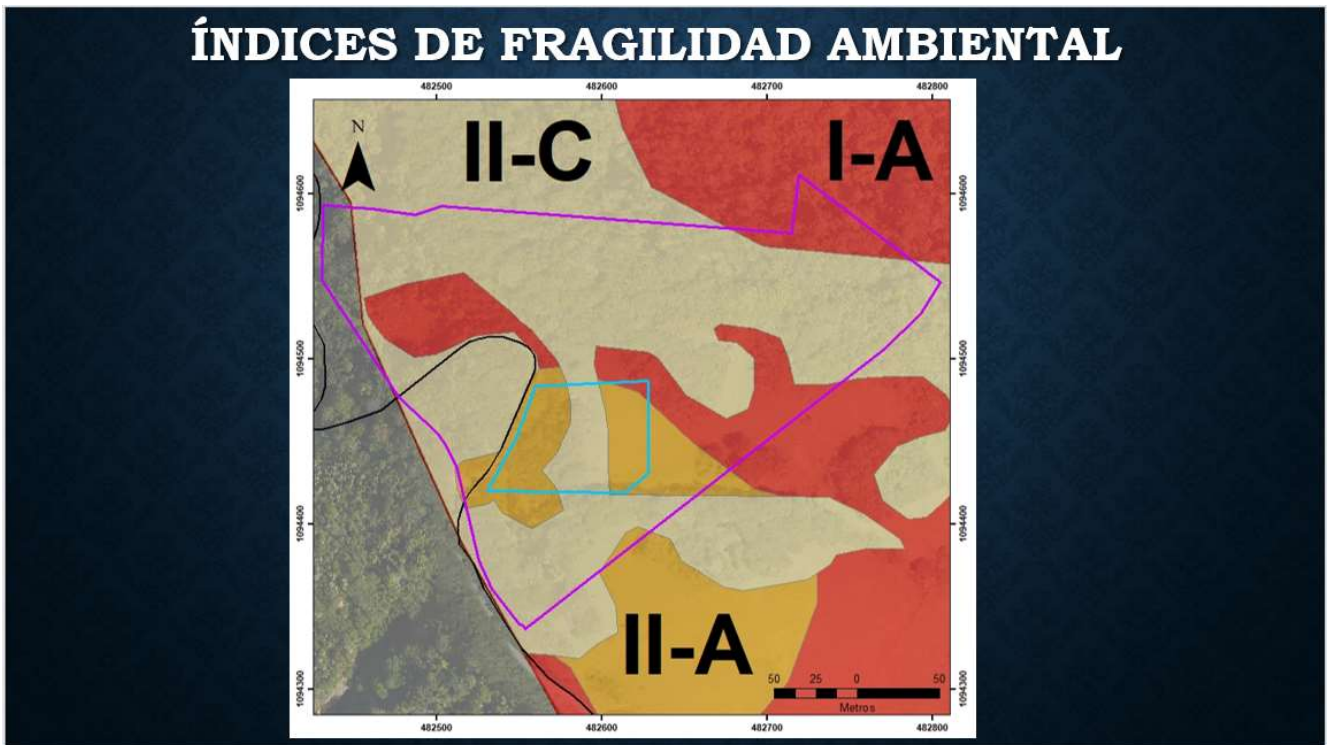 ÍNDICES DE FRAGILIDAD AMBIENTAL
482500 482600 482700 482800
N
II-C
I-A
1094600 1094600
1094500 1094500
1094400 1094400
II-A
50 25 0 50
Metros
1094300 1094300
482500 482600 482700 482800